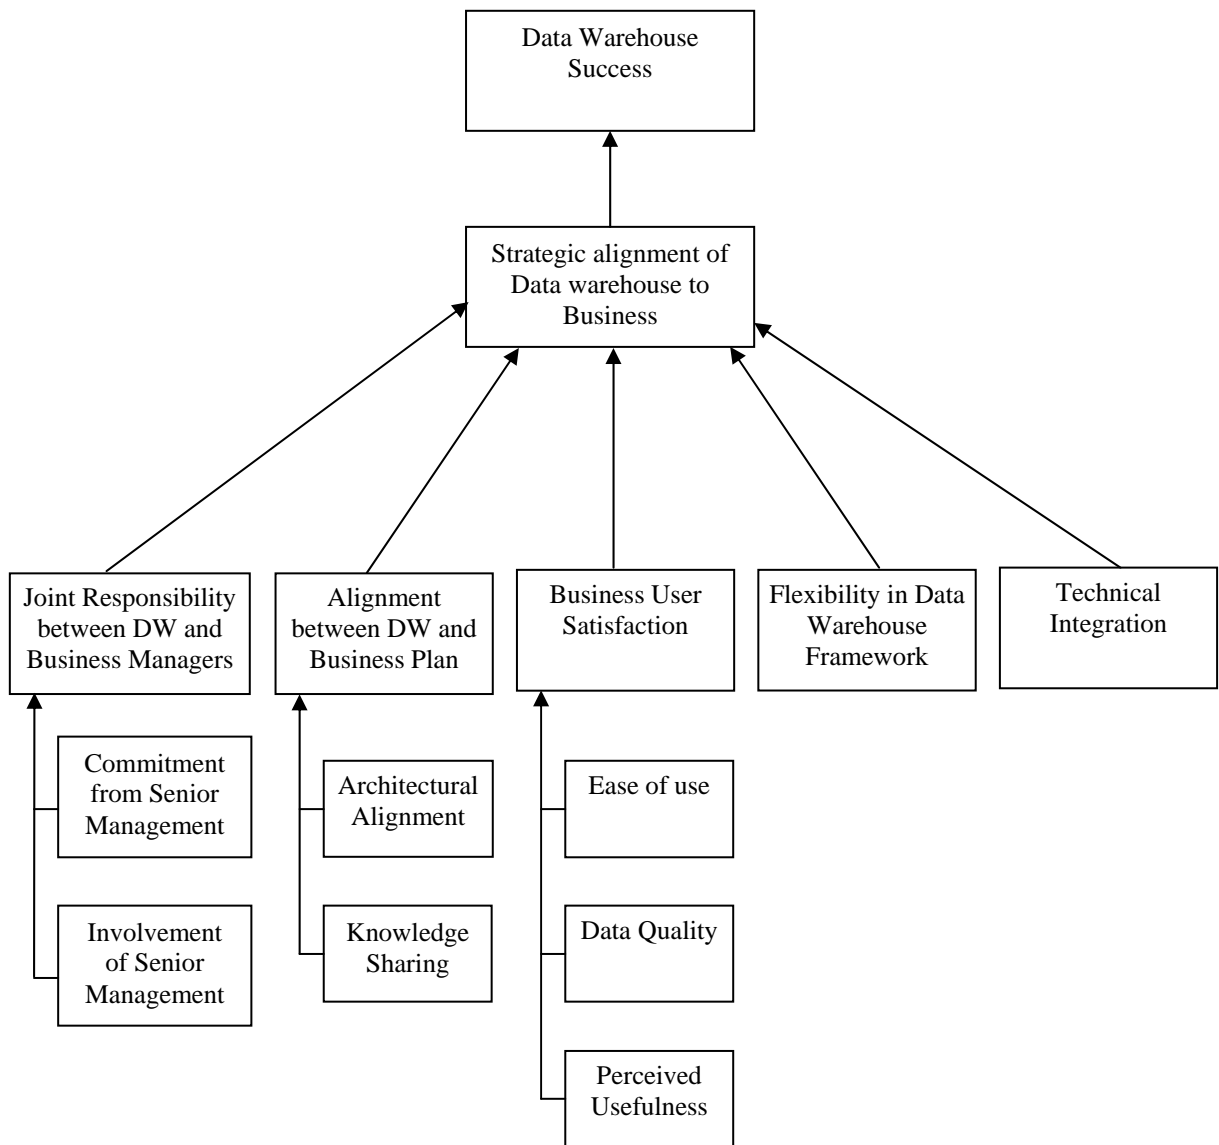 Data Warehouse
Success
Strategic alignment of
Data warehouse to
Business
Joint Responsibility
between DW and
Business Managers
Alignment
between DW and
Business Plan
Business User
Satisfaction
Flexibility in Data
Warehouse
Framework
Technical
Integration
Commitment
from Senior
Management
Architectural
Alignment
Ease of use
Involvement
of Senior
Management
Knowledge
Sharing
Data Quality
Perceived
Usefulness